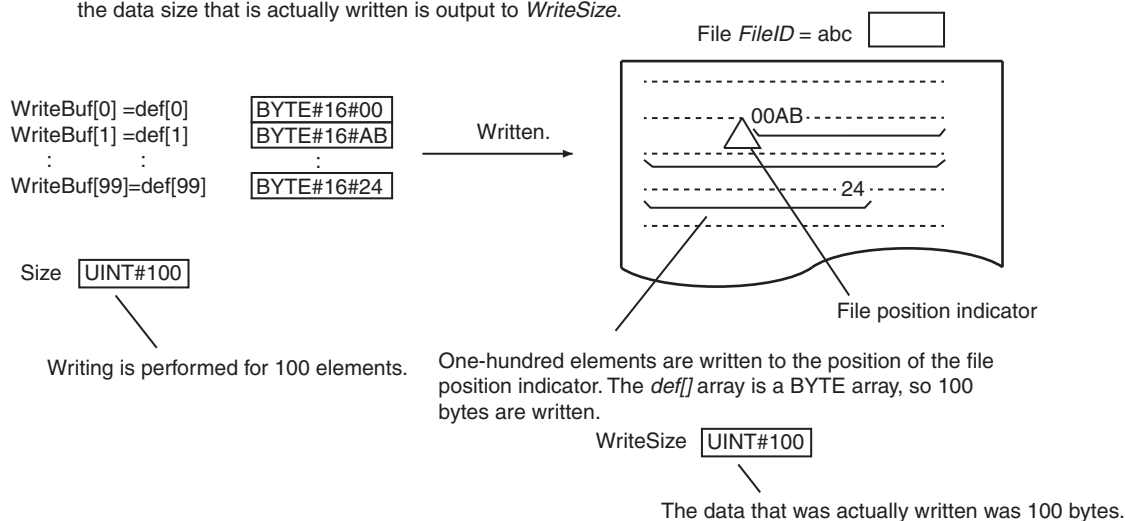 the data size that is actually written is output to WriteSize.
File FileID = abc
WriteBuf[0] =def[0] BYTE#16#00
WriteBuf[1] =def[1] BYTE#16#AB
: : :
WriteBuf[99]=def[99] BYTE#16#24
Written.
00AB
24
Size UINT#100
File position indicator
Writing is performed for 100 elements.
One-hundred elements are written to the position of the file
position indicator. The def[] array is a BYTE array, so 100
bytes are written.
WriteSize UINT#100
The data that was actually written was 100 bytes.